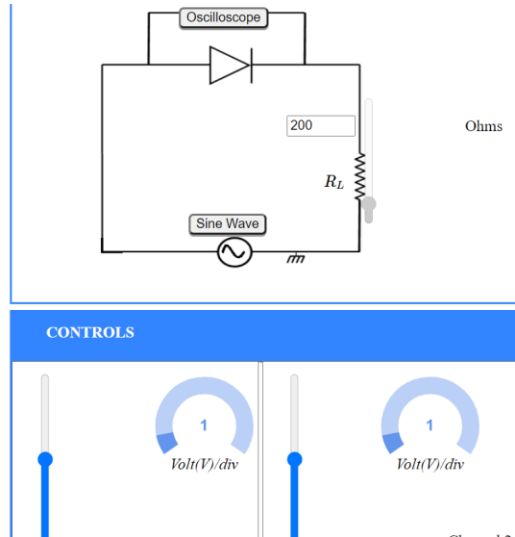 Oscilloscope
200
Ohms
R_L
Sine Wave
CONTROLS
1
1
Volt(V)/div
Volt(V)/div